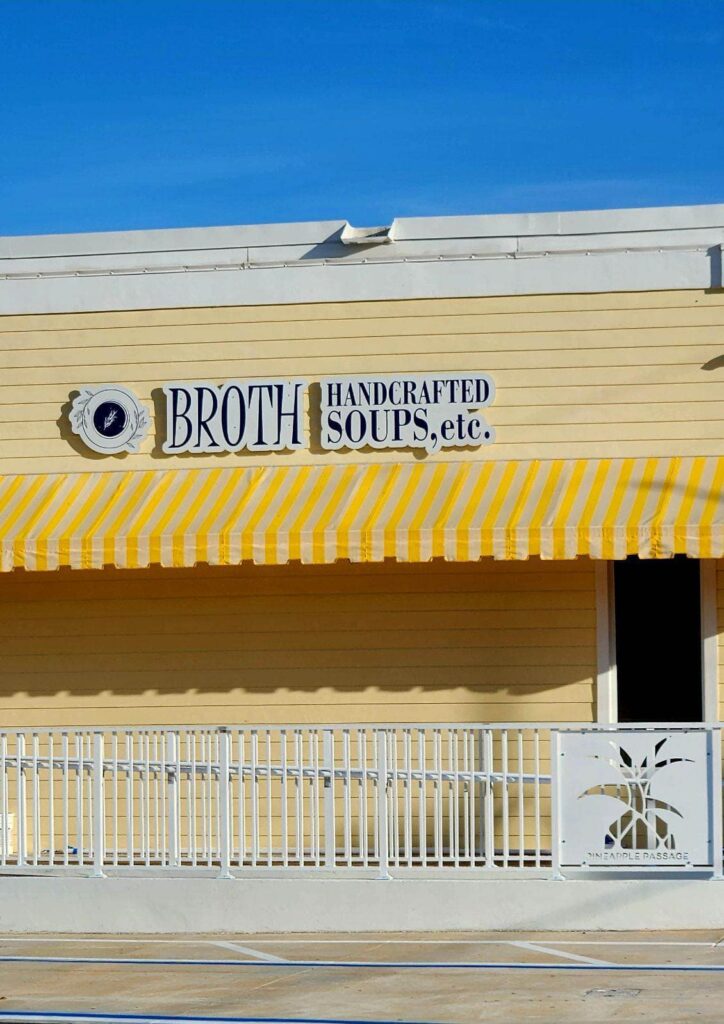 BROTH
HANDCRAFTED
SOUPS, etc.
PINEAPPLE PASSAGE